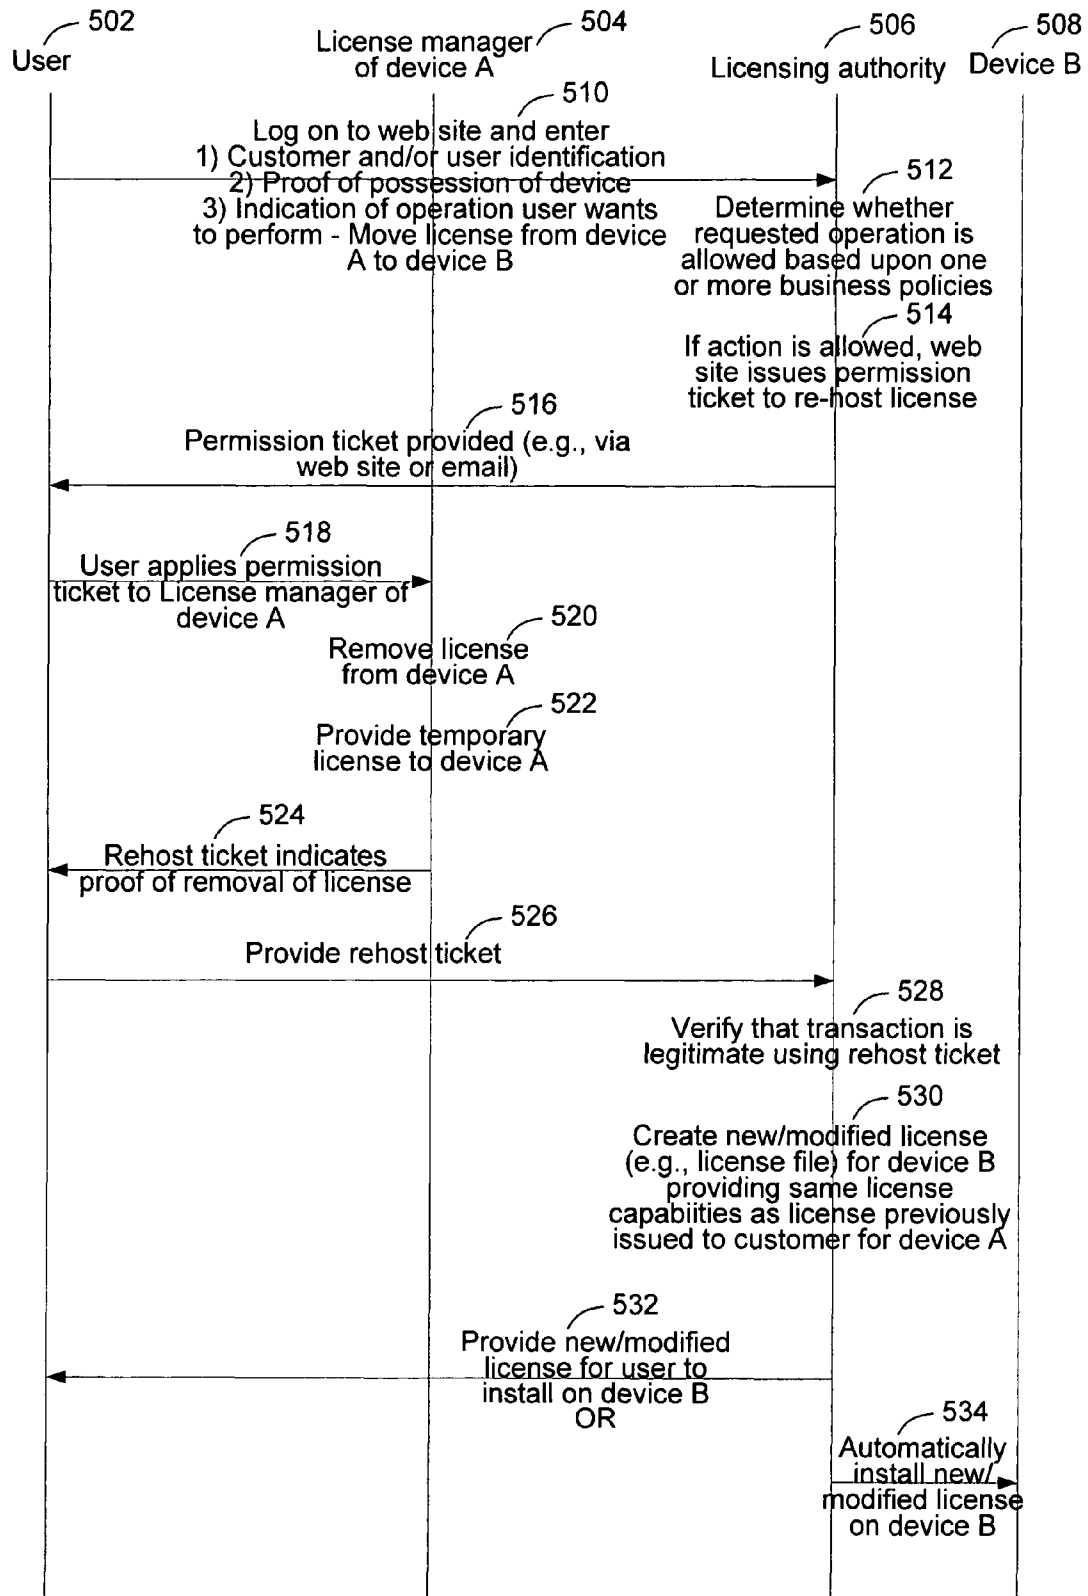 502
User
504
License manager
of device A
506
Licensing authority
508
Device B
510
Log on to web site and enter
1) Customer and/or user identification
2) Proof of possession of device
3) Indication of operation user wants
to perform - Move license from device
A to device B
512
Determine whether
requested operation is
allowed based upon one
or more business policies
514
If action is allowed, web
site issues permission
ticket to re-host license
516
Permission ticket provided (e.g., via
web site or email)
518
User applies permission
ticket to License manager of
device A
520
Remove license
from device A
522
Provide temporary
license to device A
524
Rehost ticket indicates
proof of removal of license
526
Provide rehost ticket
528
Verify that transaction is
legitimate using rehost ticket
530
Create new/modified license
(e.g., license file) for device B
providing same license
capabiities as license previously
issued to customer for device A
532
Provide new/modified
license for user to
install on device B
OR
534
Automatically
install new/
modified license
on device B